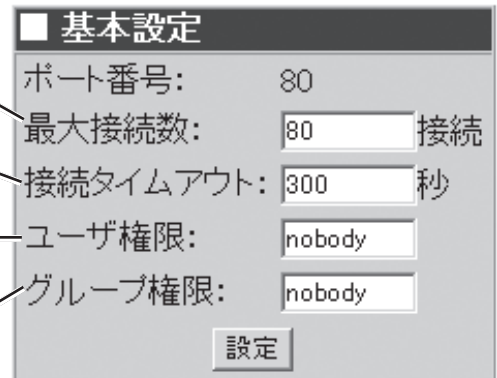 ■ 基本設定
ポート番号: 80
最大接続数: 80 接続
接続タイムアウト: 300 秒
ユーザ権限: nobody
グループ権限: nobody
設定